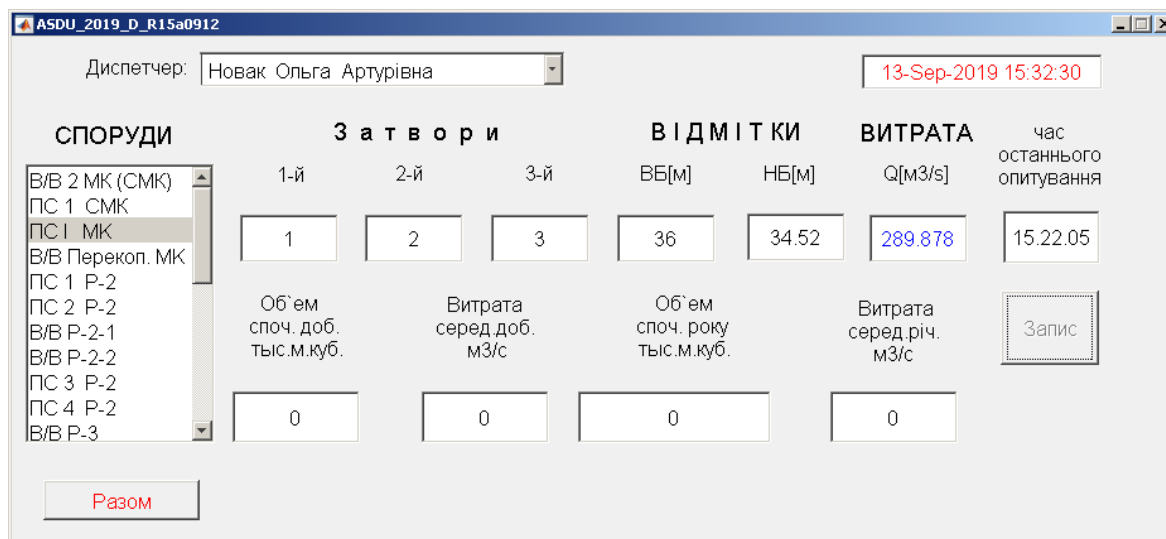 ASDU_2019_D_R15a0912
Диспетчер: Новак Ольга Артурівна
13-Sep-2019 15:32:30
СПОРУДИ
З а т в о р и
ВІДМІТКИ
ВИТРАТА
час
останнього
опитування
1-й 2-й 3-й ВБ[м] НБ[м] Q[м3/s]
В/В 2 МК (СМК)
ПС 1 СМК
ПС І МК
В/В Перекоп. МК
ПС 1 Р-2
ПС 2 Р-2
В/В Р-2-1
В/В Р-2-2
ПС 3 Р-2
ПС 4 Р-2
В/В Р-3
1 2 3 36 34.52 289.878 15.22.05
Об`ем
споч. доб.
тыс.м.куб.
Витрата
серед.доб.
м3/с
Об`ем
споч. року
тыс.м.куб.
Витрата
серед.річ.
м3/с
Запис
0 0 0 0
Разом